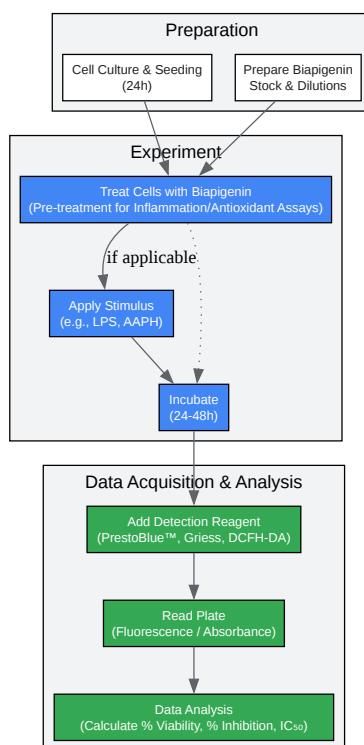 Preparation
Cell Culture & Seeding
(24h)
Prepare Biapigenin
Stock & Dilutions
Experiment
Treat Cells with Biapigenin
(Pre-treatment for Inflammation/Antioxidant Assays)
if applicable
Apply Stimulus
(e.g., LPS, AAPH)
Incubate
(24-48h)
Data Acquisition & Analysis
Add Detection Reagent
(PrestoBlue™, Griess, DCFH-DA)
Read Plate
(Fluorescence / Absorbance)
Data Analysis
(Calculate % Viability, % Inhibition, IC₅₀)